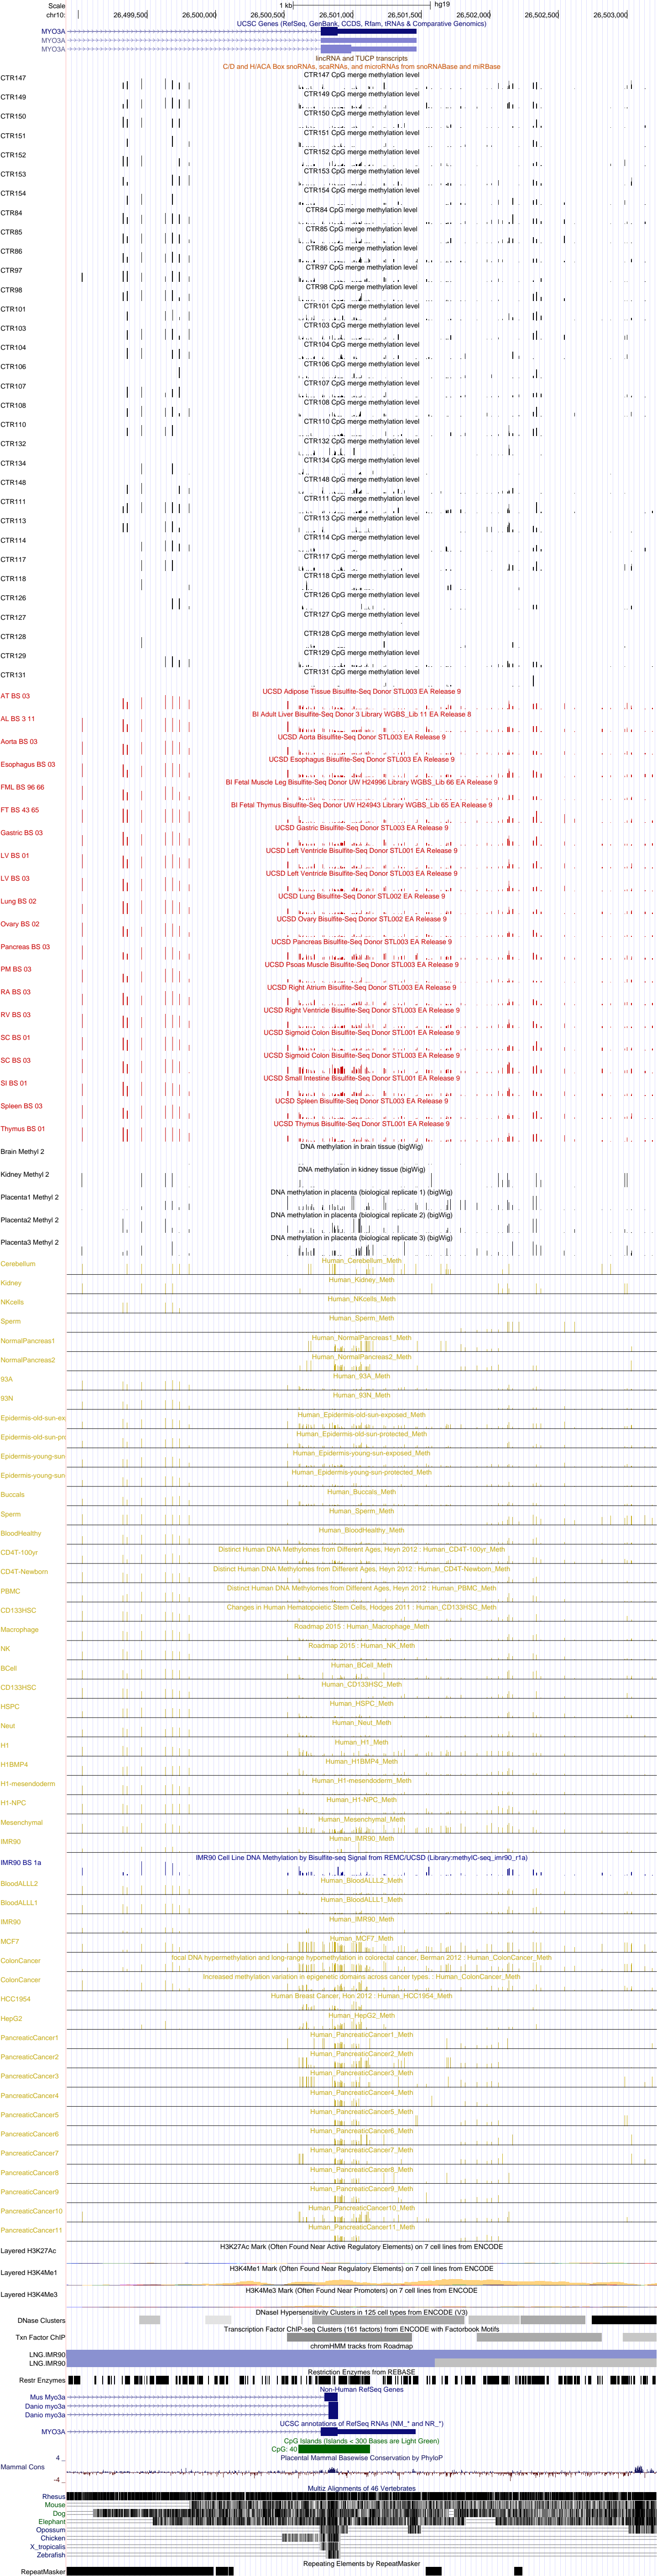 Scale 1 kb hg19
chr10: 26,499,500 26,500,000 26,500,500 26,501,000 26,501,500 26,502,000 26,502,500 26,503,000
UCSC Genes (RefSeq, GenBank, CCDS, Rfam, tRNAs & Comparative Genomics)
MYO3A
MYO3A
MYO3A
lincRNA and TUCP transcripts
C/D and H/ACA Box snoRNAs, scaRNAs, and microRNAs from snoRNABase and miRBase
CTR147 CpG merge methylation level
CTR147
CTR149 CpG merge methylation level
CTR149
CTR150 CpG merge methylation level
CTR150
CTR151 CpG merge methylation level
CTR151
CTR152 CpG merge methylation level
CTR152
CTR153 CpG merge methylation level
CTR153
CTR154 CpG merge methylation level
CTR154
CTR84 CpG merge methylation level
CTR84
CTR85 CpG merge methylation level
CTR85
CTR86 CpG merge methylation level
CTR86
CTR97 CpG merge methylation level
CTR97
CTR98 CpG merge methylation level
CTR98
CTR101 CpG merge methylation level
CTR101
CTR103 CpG merge methylation level
CTR103
CTR104 CpG merge methylation level
CTR104
CTR106 CpG merge methylation level
CTR106
CTR107 CpG merge methylation level
CTR107
CTR108 CpG merge methylation level
CTR108
CTR110 CpG merge methylation level
CTR110
CTR132 CpG merge methylation level
CTR132
CTR134 CpG merge methylation level
CTR134
CTR148 CpG merge methylation level
CTR148
CTR111 CpG merge methylation level
CTR111
CTR113 CpG merge methylation level
CTR113
CTR114 CpG merge methylation level
CTR114
CTR117 CpG merge methylation level
CTR117
CTR118 CpG merge methylation level
CTR118
CTR126 CpG merge methylation level
CTR126
CTR127 CpG merge methylation level
CTR127
CTR128 CpG merge methylation level
CTR128
CTR129 CpG merge methylation level
CTR129
CTR131 CpG merge methylation level
CTR131
UCSD Adipose Tissue Bisulfite-Seq Donor STL003 EA Release 9
AT BS 03
BI Adult Liver Bisulfite-Seq Donor 3 Library WGBS_Lib 11 EA Release 8
AL BS 3 11
UCSD Aorta Bisulfite-Seq Donor STL003 EA Release 9
Aorta BS 03
UCSD Esophagus Bisulfite-Seq Donor STL003 EA Release 9
Esophagus BS 03
BI Fetal Muscle Leg Bisulfite-Seq Donor UW H24996 Library WGBS_Lib 66 EA Release 9
FML BS 96 66
BI Fetal Thymus Bisulfite-Seq Donor UW H24943 Library WGBS_Lib 65 EA Release 9
FT BS 43 65
UCSD Gastric Bisulfite-Seq Donor STL003 EA Release 9
Gastric BS 03
UCSD Left Ventricle Bisulfite-Seq Donor STL001 EA Release 9
LV BS 01
UCSD Left Ventricle Bisulfite-Seq Donor STL003 EA Release 9
LV BS 03
UCSD Lung Bisulfite-Seq Donor STL002 EA Release 9
Lung BS 02
UCSD Ovary Bisulfite-Seq Donor STL002 EA Release 9
Ovary BS 02
UCSD Pancreas Bisulfite-Seq Donor STL003 EA Release 9
Pancreas BS 03
UCSD Psoas Muscle Bisulfite-Seq Donor STL003 EA Release 9
PM BS 03
UCSD Right Atrium Bisulfite-Seq Donor STL003 EA Release 9
RA BS 03
UCSD Right Ventricle Bisulfite-Seq Donor STL003 EA Release 9
RV BS 03
UCSD Sigmoid Colon Bisulfite-Seq Donor STL001 EA Release 9
SC BS 01
UCSD Sigmoid Colon Bisulfite-Seq Donor STL003 EA Release 9
SC BS 03
UCSD Small Intestine Bisulfite-Seq Donor STL001 EA Release 9
SI BS 01
UCSD Spleen Bisulfite-Seq Donor STL003 EA Release 9
Spleen BS 03
UCSD Thymus Bisulfite-Seq Donor STL001 EA Release 9
Thymus BS 01
DNA methylation in brain tissue (bigWig)
Brain Methyl 2
DNA methylation in kidney tissue (bigWig)
Kidney Methyl 2
DNA methylation in placenta (biological replicate 1) (bigWig)
Placenta1 Methyl 2
DNA methylation in placenta (biological replicate 2) (bigWig)
Placenta2 Methyl 2
DNA methylation in placenta (biological replicate 3) (bigWig)
Placenta3 Methyl 2
Human_Cerebellum_Meth
Cerebellum
Human_Kidney_Meth
Kidney
Human_NKcells_Meth
NKcells
Human_Sperm_Meth
Sperm
Human_NormalPancreas1_Meth
NormalPancreas1
Human_NormalPancreas2_Meth
NormalPancreas2
Human_93A_Meth
93A
Human_93N_Meth
93N
Human_Epidermis-old-sun-exposed_Meth
Epidermis-old-sun-ex
Human_Epidermis-old-sun-protected_Meth
Epidermis-old-sun-pr
Human_Epidermis-young-sun-exposed_Meth
Epidermis-young-sun
Human_Epidermis-young-sun-protected_Meth
Epidermis-young-sun
Human_Buccals_Meth
Buccals
Human_Sperm_Meth
Sperm
Human_BloodHealthy_Meth
BloodHealthy
Distinct Human DNA Methylomes from Different Ages, Heyn 2012 : Human_CD4T-100yr_Meth
CD4T-100yr
Distinct Human DNA Methylomes from Different Ages, Heyn 2012 : Human_CD4T-Newborn_Meth
CD4T-Newborn
Distinct Human DNA Methylomes from Different Ages, Heyn 2012 : Human_PBMC_Meth
PBMC
Changes in Human Hematopoietic Stem Cells, Hodges 2011 : Human_CD133HSC_Meth
CD133HSC
Roadmap 2015 : Human_Macrophage_Meth
Macrophage
Roadmap 2015 : Human_NK_Meth
NK
Human_BCell_Meth
BCell
Human_CD133HSC_Meth
CD133HSC
Human_HSPC_Meth
HSPC
Human_Neut_Meth
Neut
Human_H1_Meth
H1
Human_H1BMP4_Meth
H1BMP4
Human_H1-mesendoderm_Meth
H1-mesendoderm
Human_H1-NPC_Meth
H1-NPC
Human_Mesenchymal_Meth
Mesenchymal
Human_IMR90_Meth
IMR90
IMR90 Cell Line DNA Methylation by Bisulfite-seq Signal from REMC/UCSD (Library:methylC-seq_imr90_r1a)
IMR90 BS 1a
Human_BloodALLL2_Meth
BloodALLL2
Human_BloodALLL1_Meth
BloodALLL1
Human_IMR90_Meth
IMR90
Human_MCF7_Meth
MCF7
focal DNA hypermethylation and long-range hypomethylation in colorectal cancer, Berman 2012 : Human_ColonCancer_Meth
ColonCancer
Increased methylation variation in epigenetic domains across cancer types. : Human_ColonCancer_Meth
ColonCancer
Human Breast Cancer, Hon 2012 : Human_HCC1954_Meth
HCC1954
Human_HepG2_Meth
HepG2
Human_PancreaticCancer1_Meth
PancreaticCancer1
Human_PancreaticCancer2_Meth
PancreaticCancer2
Human_PancreaticCancer3_Meth
PancreaticCancer3
Human_PancreaticCancer4_Meth
PancreaticCancer4
Human_PancreaticCancer5_Meth
PancreaticCancer5
Human_PancreaticCancer6_Meth
PancreaticCancer6
Human_PancreaticCancer7_Meth
PancreaticCancer7
Human_PancreaticCancer8_Meth
PancreaticCancer8
Human_PancreaticCancer9_Meth
PancreaticCancer9
Human_PancreaticCancer10_Meth
PancreaticCancer10
Human_PancreaticCancer11_Meth
PancreaticCancer11
H3K27Ac Mark (Often Found Near Active Regulatory Elements) on 7 cell lines from ENCODE
Layered H3K27Ac
H3K4Me1 Mark (Often Found Near Regulatory Elements) on 7 cell lines from ENCODE
Layered H3K4Me1
H3K4Me3 Mark (Often Found Near Promoters) on 7 cell lines from ENCODE
Layered H3K4Me3
DNaseI Hypersensitivity Clusters in 125 cell types from ENCODE (V3)
DNase Clusters
Transcription Factor ChIP-seq Clusters (161 factors) from ENCODE with Factorbook Motifs
Txn Factor ChIP
chromHMM tracks from Roadmap
LNG.IMR90
LNG.IMR90
Restriction Enzymes from REBASE
Restr Enzymes
Non-Human RefSeq Genes
Mus Myo3a
Danio myo3a
Danio myo3a
UCSC annotations of RefSeq RNAs (NM_* and NR_*)
MYO3A
CpG Islands (Islands < 300 Bases are Light Green)
CpG: 40
Placental Mammal Basewise Conservation by PhyloP
4 _
Mammal Cons
-4 _
Multiz Alignments of 46 Vertebrates
Rhesus
Mouse
Dog
Elephant
Opossum
Chicken
X_tropicalis
Zebrafish
Repeating Elements by RepeatMasker
RepeatMasker